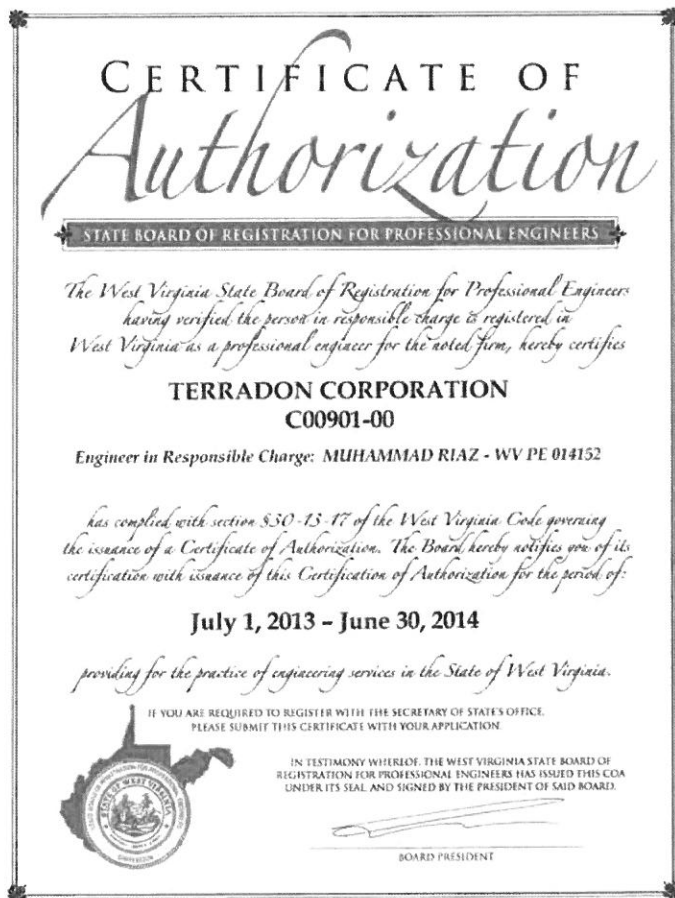 CERTIFICATE OF
Authorization
STATE BOARD OF REGISTRATION FOR PROFESSIONAL ENGINEERS
The West Virginia State Board of Registration for Professional Engineers
having verified the person in responsible charge is registered in
West Virginia as a professional engineer for the noted firm, hereby certifies
TERRADON CORPORATION
C00901-00
Engineer in Responsible Charge: MUHAMMAD RIAZ - WV PE 014152
has complied with section §30-13-17 of the West Virginia Code governing
the issuance of a Certificate of Authorization. The Board hereby notifies you of its
certification with issuance of this Certification of Authorization for the period of:
July 1, 2013 – June 30, 2014
providing for the practice of engineering services in the State of West Virginia.
IF YOU ARE REQUIRED TO REGISTER WITH THE SECRETARY OF STATE'S OFFICE,
PLEASE SUBMIT THIS CERTIFICATE WITH YOUR APPLICATION.
IN TESTIMONY WHEREOF, THE WEST VIRGINIA STATE BOARD OF
REGISTRATION FOR PROFESSIONAL ENGINEERS HAS ISSUED THIS COA
UNDER ITS SEAL, AND SIGNED BY THE PRESIDENT OF SAID BOARD.
STATE OF WEST VIRGINIA
BOARD PRESIDENT